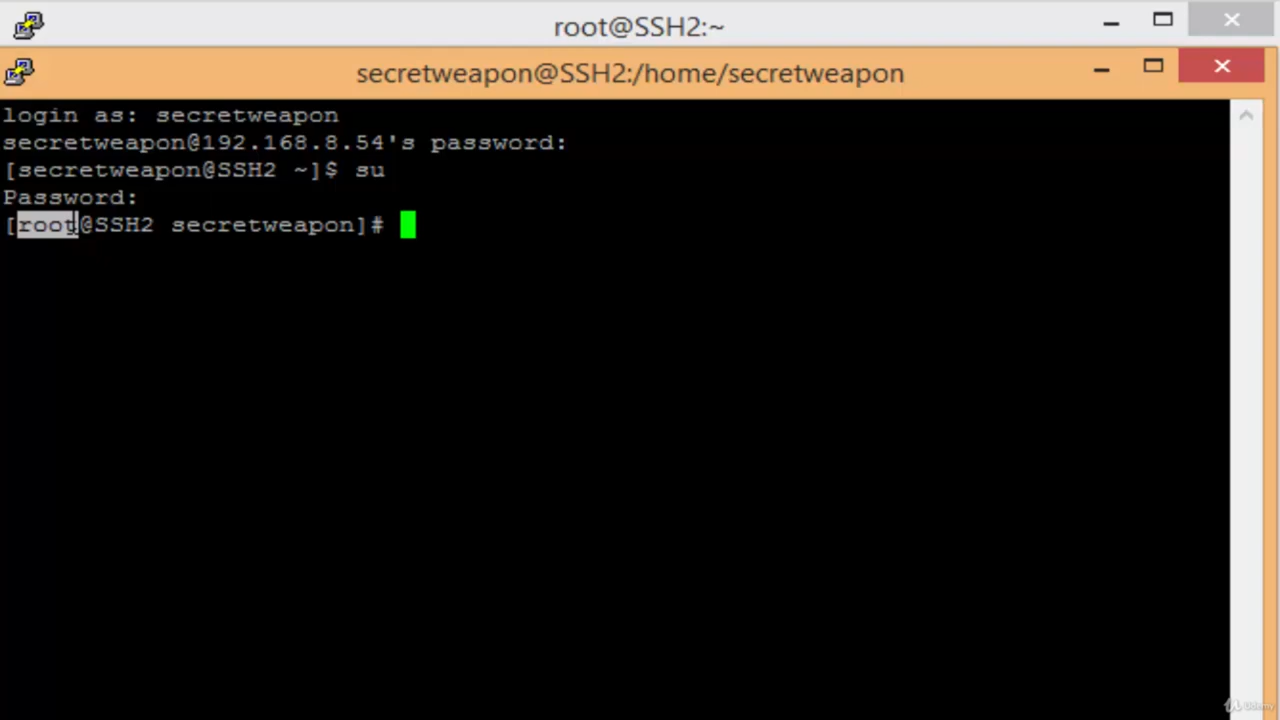 root@SSH2:~
secretweapon@SSH2:/home/secretweapon
login as: secretweapon
secretweapon@192.168.8.54's password:
[secretweapon@SSH2 ~]$ su
Password:
[root@SSH2 secretweapon]#
Udemy